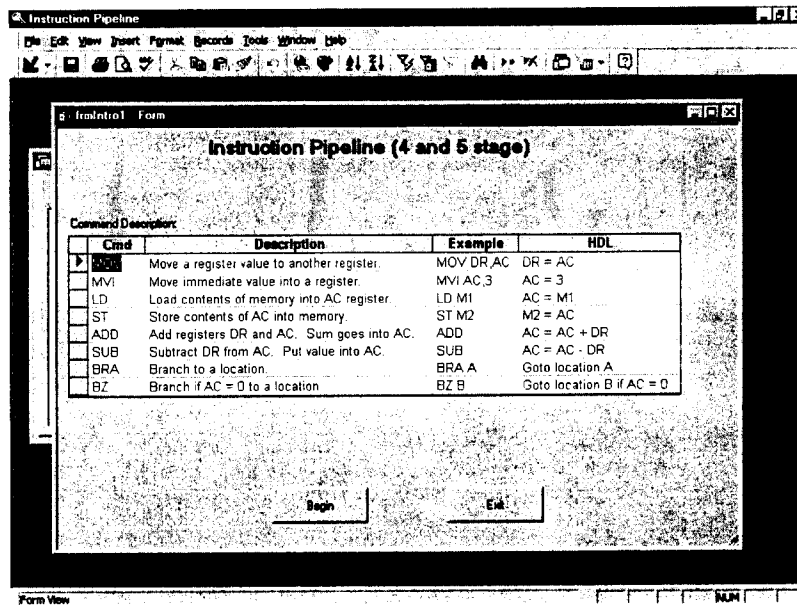 Instruction Pipeline
File Edit View Insert Format Records Tools Window Help
frmIntro1 Form
Instruction Pipeline (4 and 5 stage)
Command Description:
Cmd Description Example HDL
Move a register value to another register. MOV DR,AC DR = AC
MVI Move immediate value into a register. MVI AC,3 AC = 3
LD Load contents of memory into AC register. LD M1 AC = M1
ST Store contents of AC into memory. ST M2 M2 = AC
ADD Add registers DR and AC. Sum goes into AC. ADD AC = AC + DR
SUB Subtract DR from AC. Put value into AC. SUB AC = AC - DR
BRA Branch to a location. BRA A Goto location A
BZ Branch if AC = 0 to a location BZ B Goto location B if AC = 0
Begin Exit
Form View NUM